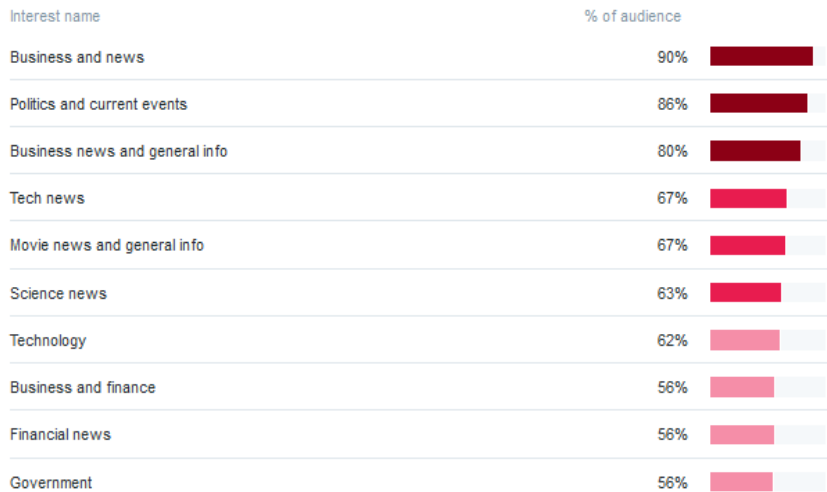 Interest name % of audience
Business and news 90%
Politics and current events 86%
Business news and general info 80%
Tech news 67%
Movie news and general info 67%
Science news 63%
Technology 62%
Business and finance 56%
Financial news 56%
Government 56%